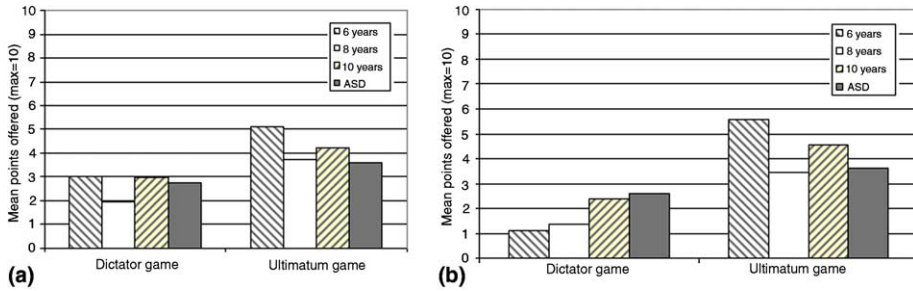 10
9
8
7
6
5
4
3
2
1
0
Mean points offered (max=10)
6 years
8 years
10 years
ASD
Dictator game
Ultimatum game
(a)
10
9
8
7
6
5
4
3
2
1
0
Mean points offered (max=10)
6 years
8 years
10 years
ASD
Dictator game
Ultimatum game
(b)